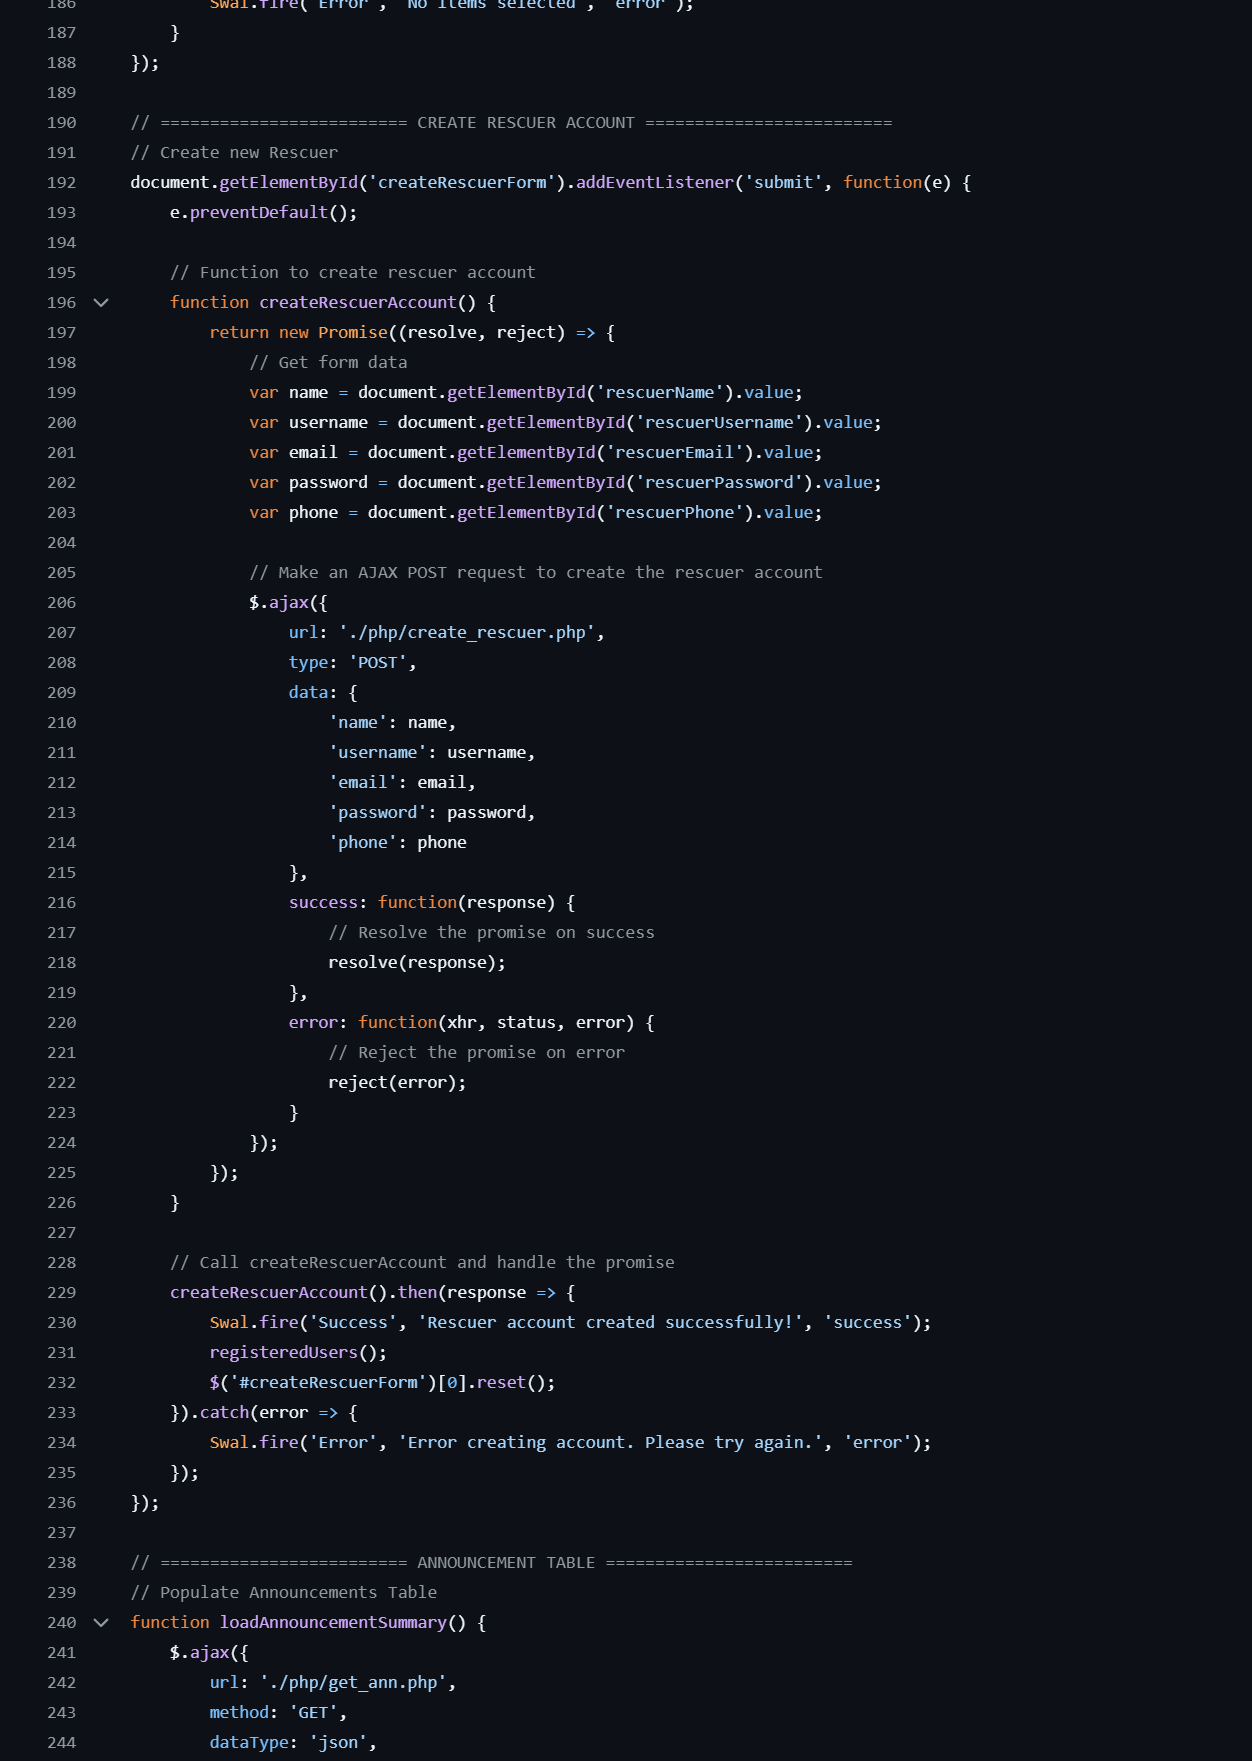 186             Swal.fire('Error', 'No items selected', 'error');
187         }
188     });
189
190     // ========================= CREATE RESCUER ACCOUNT =========================
191     // Create new Rescuer
192     document.getElementById('createRescuerForm').addEventListener('submit', function(e) {
193         e.preventDefault();
194
195         // Function to create rescuer account
196         function createRescuerAccount() {
197             return new Promise((resolve, reject) => {
198                 // Get form data
199                 var name = document.getElementById('rescuerName').value;
200                 var username = document.getElementById('rescuerUsername').value;
201                 var email = document.getElementById('rescuerEmail').value;
202                 var password = document.getElementById('rescuerPassword').value;
203                 var phone = document.getElementById('rescuerPhone').value;
204
205                 // Make an AJAX POST request to create the rescuer account
206                 $.ajax({
207                     url: './php/create_rescuer.php',
208                     type: 'POST',
209                     data: {
210                         'name': name,
211                         'username': username,
212                         'email': email,
213                         'password': password,
214                         'phone': phone
215                     },
216                     success: function(response) {
217                         // Resolve the promise on success
218                         resolve(response);
219                     },
220                     error: function(xhr, status, error) {
221                         // Reject the promise on error
222                         reject(error);
223                     }
224                 });
225             });
226         }
227
228         // Call createRescuerAccount and handle the promise
229         createRescuerAccount().then(response => {
230             Swal.fire('Success', 'Rescuer account created successfully!', 'success');
231             registeredUsers();
232             $('#createRescuerForm')[0].reset();
233         }).catch(error => {
234             Swal.fire('Error', 'Error creating account. Please try again.', 'error');
235         });
236     });
237
238     // ========================= ANNOUNCEMENT TABLE =========================
239     // Populate Announcements Table
240     function loadAnnouncementSummary() {
241         $.ajax({
242             url: './php/get_ann.php',
243             method: 'GET',
244             dataType: 'json',